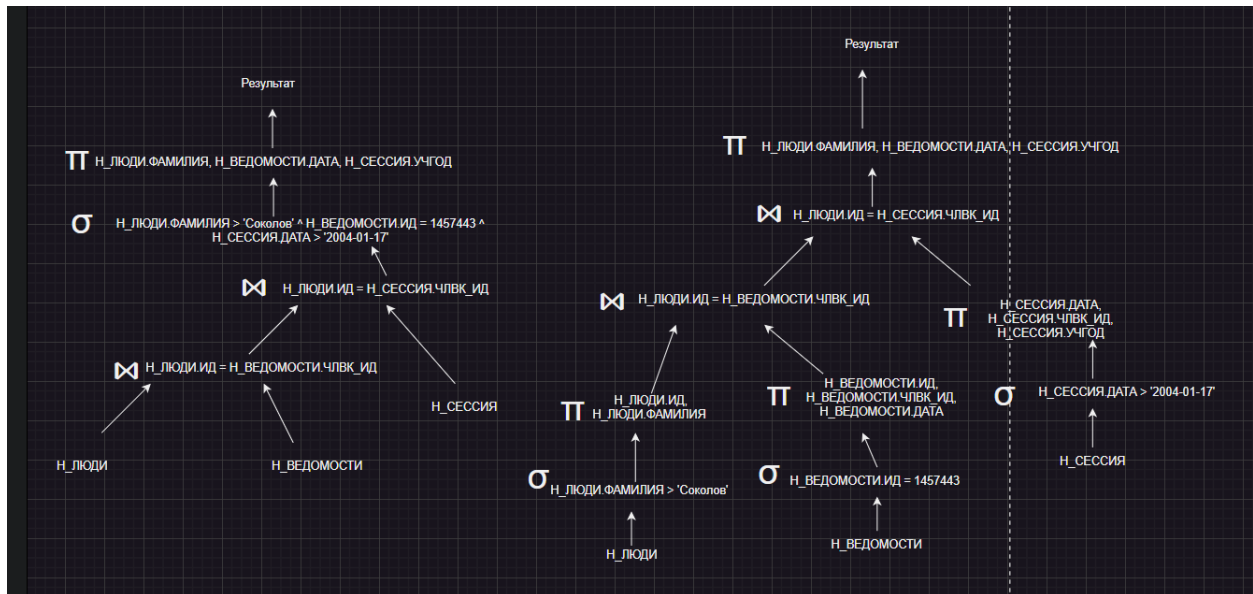 Результат
π Н_ЛЮДИ.ФАМИЛИЯ, Н_ВЕДОМОСТИ.ДАТА, Н_СЕССИЯ.УЧГОД
σ Н_ЛЮДИ.ФАМИЛИЯ > 'Соколов' ^ Н_ВЕДОМОСТИ.ИД = 1457443 ^
Н_СЕССИЯ.ДАТА > '2004-01-17'
⋈ Н_ЛЮДИ.ИД = Н_СЕССИЯ.ЧЛВК_ИД
⋈ Н_ЛЮДИ.ИД = Н_ВЕДОМОСТИ.ЧЛВК_ИД
Н_СЕССИЯ
Н_ЛЮДИ
Н_ВЕДОМОСТИ
Результат
π Н_ЛЮДИ.ФАМИЛИЯ, Н_ВЕДОМОСТИ.ДАТА, Н_СЕССИЯ.УЧГОД
⋈ Н_ЛЮДИ.ИД = Н_СЕССИЯ.ЧЛВК_ИД
⋈ Н_ЛЮДИ.ИД = Н_ВЕДОМОСТИ.ЧЛВК_ИД
π Н_ЛЮДИ.ИД,
Н_ЛЮДИ.ФАМИЛИЯ
σ Н_ЛЮДИ.ФАМИЛИЯ > 'Соколов'
Н_ЛЮДИ
π Н_ВЕДОМОСТИ.ИД,
Н_ВЕДОМОСТИ.ЧЛВК_ИД,
Н_ВЕДОМОСТИ.ДАТА
σ Н_ВЕДОМОСТИ.ИД = 1457443
Н_ВЕДОМОСТИ
π Н_СЕССИЯ.ДАТА,
Н_СЕССИЯ.ЧЛВК_ИД,
Н_СЕССИЯ.УЧГОД
σ Н_СЕССИЯ.ДАТА > '2004-01-17'
Н_СЕССИЯ